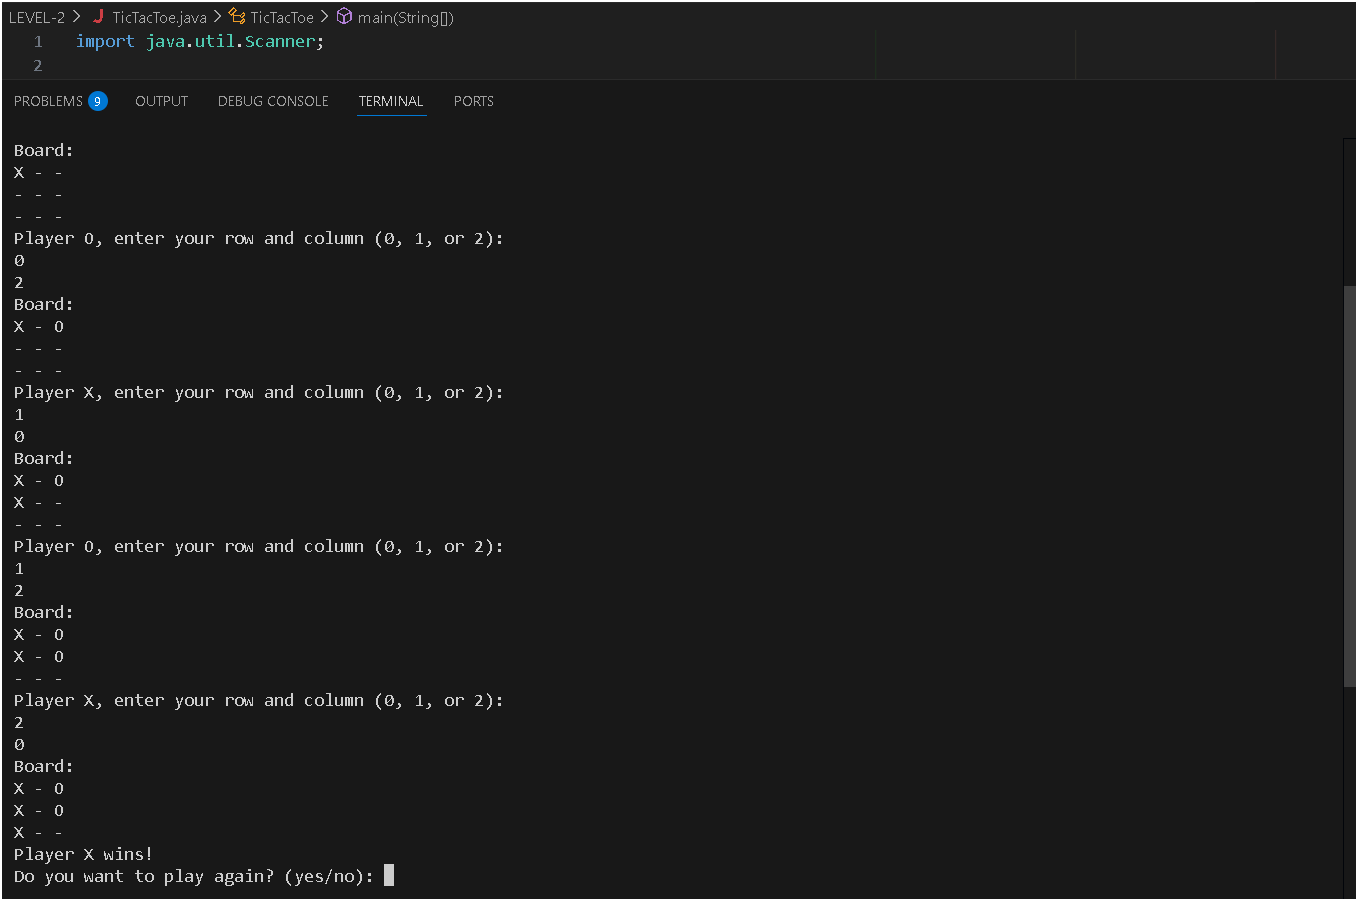 LEVEL-2 > TicTacToe.java > TicTacToe > main(String[])
1 import java.util.Scanner;
2
PROBLEMS 9 OUTPUT DEBUG CONSOLE TERMINAL PORTS
Board:
X - -
- - -
- - -
Player O, enter your row and column (0, 1, or 2):
0
2
Board:
X - O
- - -
- - -
Player X, enter your row and column (0, 1, or 2):
1
0
Board:
X - O
X - -
- - -
Player O, enter your row and column (0, 1, or 2):
1
2
Board:
X - O
X - O
- - -
Player X, enter your row and column (0, 1, or 2):
2
0
Board:
X - O
X - O
X - -
Player X wins!
Do you want to play again? (yes/no):